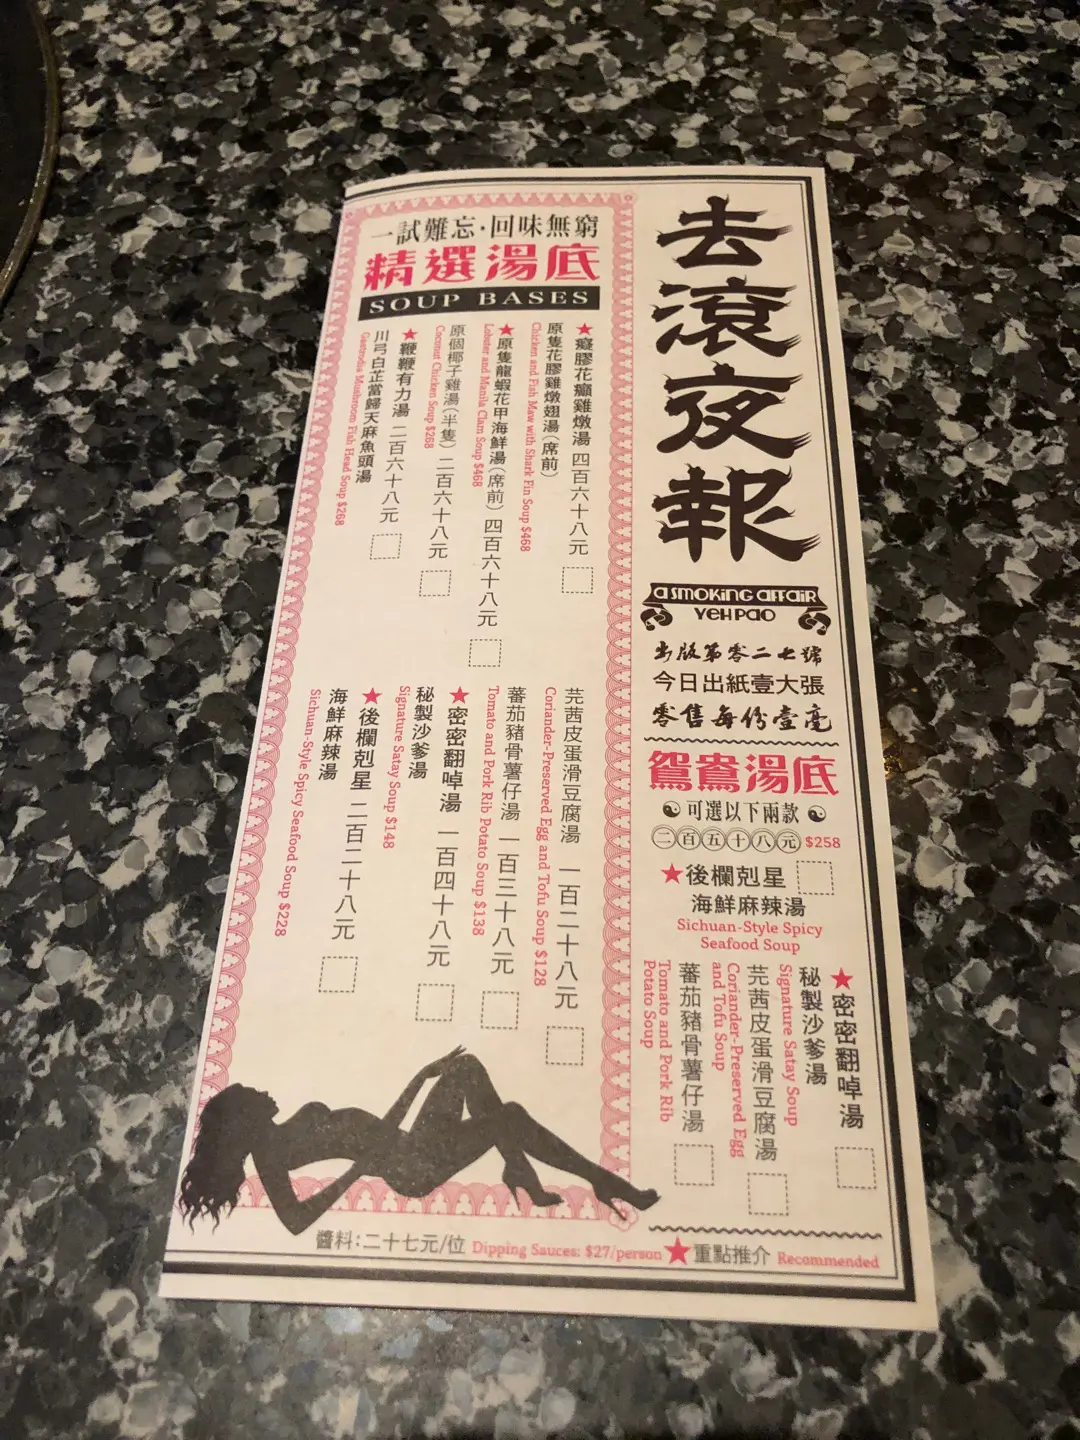 去滾夜報
a smoking affair
Yeh Pao
出版第零二七號
今日出紙壹大張
零售每份壹毫
鴛鴦湯底
可選以下兩款
二百五十八元 $258
★後欄剋星
海鮮麻辣湯
Sichuan-Style Spicy
Seafood Soup
★密密翻啅湯
秘製沙爹湯
Signature Satay Soup
芫茜皮蛋滑豆腐湯
Coriander-Preserved Egg
and Tofu Soup
蕃茄豬骨薯仔湯
Tomato and Pork Rib
Potato Soup
一試難忘·回味無窮
精選湯底
SOUP BASES
★癡膠花癲雞燉湯 四百六十八元
原隻花膠雞燉翅湯(席前)
Chicken and Fish Maw with Shark Fin Soup $468
★原隻龍蝦花甲海鮮湯(席前) 四百六十八元
Lobster and Manila Clam Soup $468
原個椰子雞湯(半隻) 二百六十八元
Coconut Chicken Soup $268
★鞭鞭有力湯 二百六十八元
川弓白芷當歸天麻魚頭湯
Gastrodia Mushroom Fish Head Soup $268
芫茜皮蛋滑豆腐湯 一百二十八元
Coriander-Preserved Egg and Tofu Soup $128
蕃茄豬骨薯仔湯 一百三十八元
Tomato and Pork Rib Potato Soup $138
★密密翻啅湯 一百四十八元
秘製沙爹湯
Signature Satay Soup $148
★後欄剋星 二百二十八元
海鮮麻辣湯
Sichuan-Style Spicy Seafood Soup $228
醬料:二十七元/位 Dipping Sauces: $27/person ★重點推介 Recommended